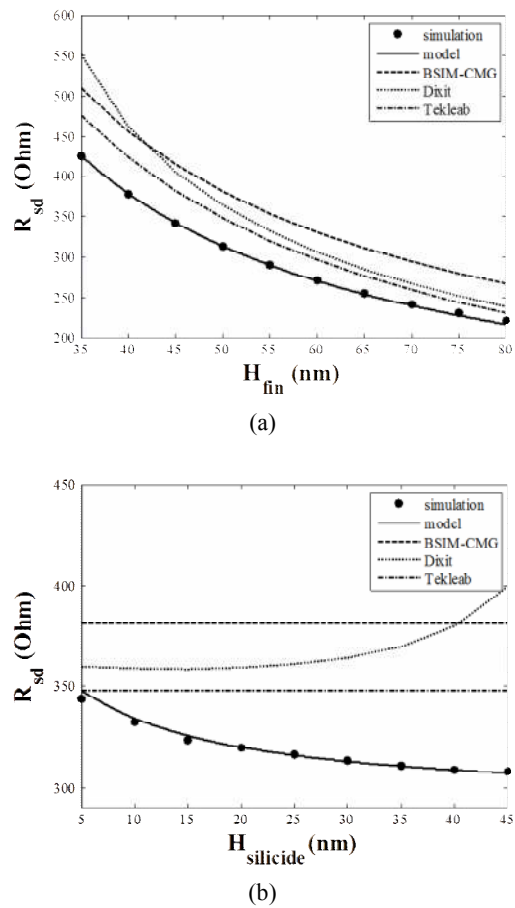 600
550
500
450
400
350
300
250
200
R_sd (Ohm)
simulation
model
BSIM-CMG
Dixit
Tekleab
35 40 45 50 55 60 65 70 75 80
H_fin (nm)
(a)
450
400
350
300
R_sd (Ohm)
simulation
model
BSIM-CMG
Dixit
Tekleab
5 10 15 20 25 30 35 40 45
H_silicide (nm)
(b)